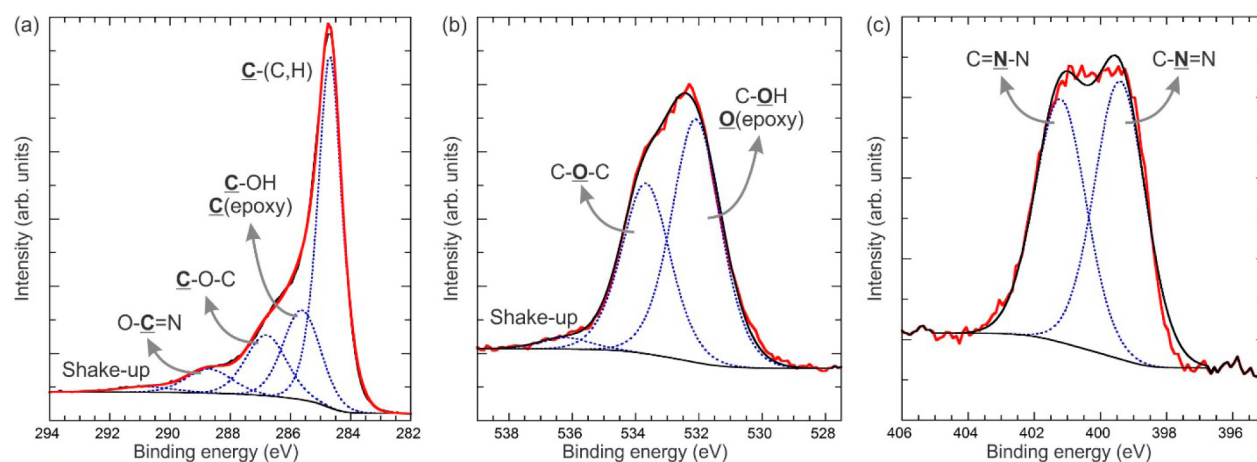 (a)
C-(C,H)
C-OH
C(epoxy)
C-O-C
O-C=N
Shake-up
Intensity (arb. units)
294 292 290 288 286 284 282
Binding energy (eV)
(b)
C-OH
O(epoxy)
C-O-C
Shake-up
Intensity (arb. units)
538 536 534 532 530 528
Binding energy (eV)
(c)
C=N-N
C-N=N
Intensity (arb. units)
406 404 402 400 398 396
Binding energy (eV)